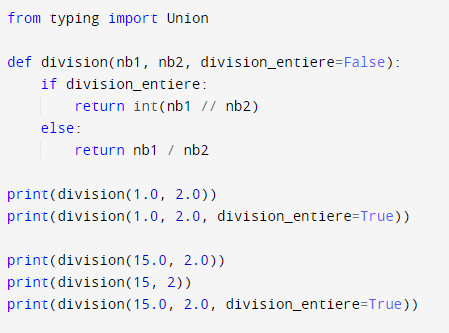 from typing import Union
def division(nb1, nb2, division_entiere=False):
    if division_entiere:
        return int(nb1 // nb2)
    else:
        return nb1 / nb2
print(division(1.0, 2.0))
print(division(1.0, 2.0, division_entiere=True))
print(division(15.0, 2.0))
print(division(15, 2))
print(division(15.0, 2.0, division_entiere=True))